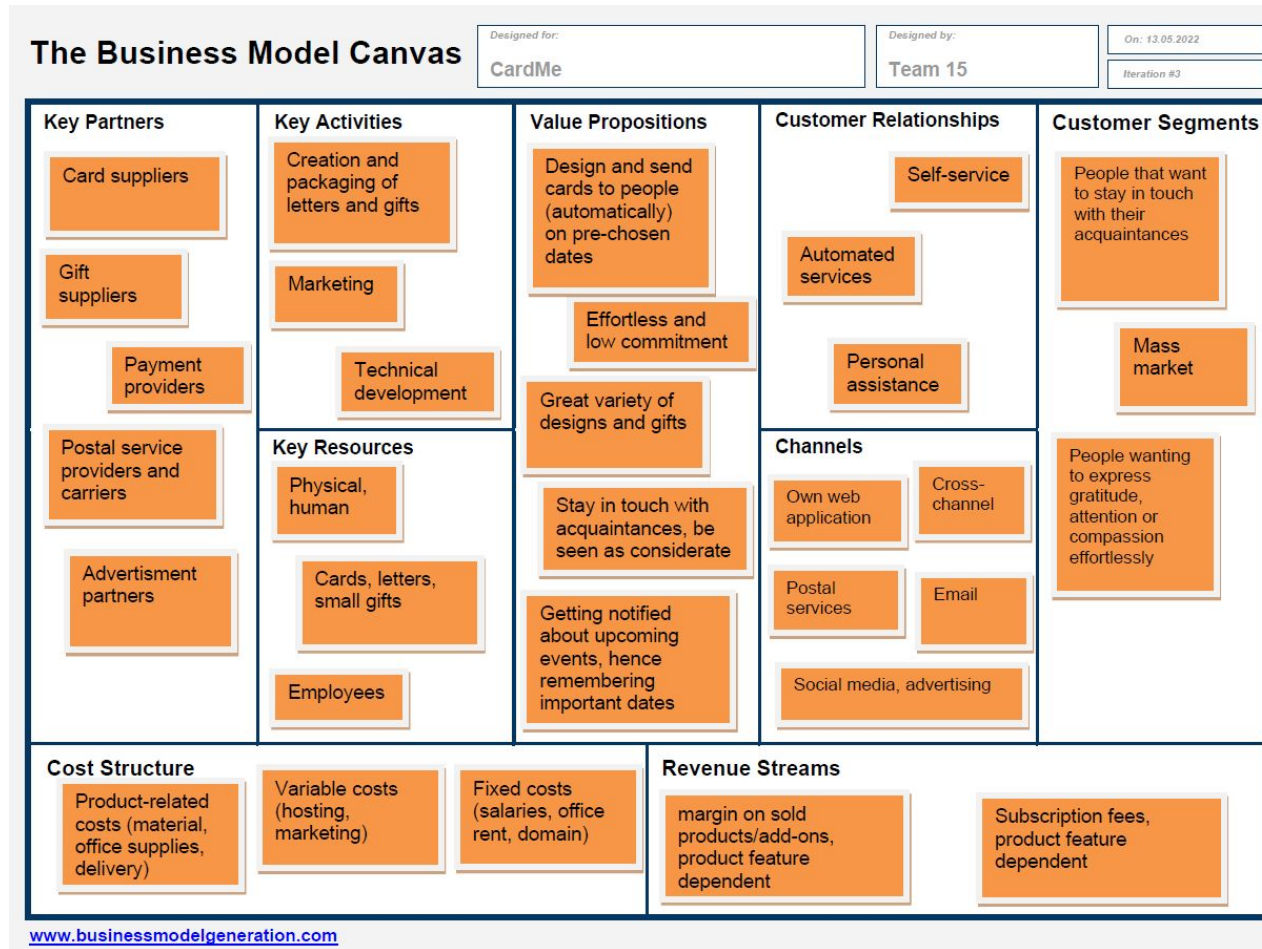 The Business Model Canvas
Designed for:
CardMe
Designed by:
Team 15
On: 13.05.2022
Iteration #3
Key Partners
Card suppliers
Gift
suppliers
Payment
providers
Postal service
providers and
carriers
Advertisment
partners
Key Activities
Creation and
packaging of
letters and gifts
Marketing
Technical
development
Key Resources
Physical,
human
Cards, letters,
small gifts
Employees
Value Propositions
Design and send
cards to people
(automatically)
on pre-chosen
dates
Effortless and
low commitment
Great variety of
designs and gifts
Stay in touch with
acquaintances, be
seen as considerate
Getting notified
about upcoming
events, hence
remembering
important dates
Customer Relationships
Self-service
Automated
services
Personal
assistance
Channels
Own web
application
Cross-
channel
Postal
services
Email
Social media, advertising
Customer Segments
People that want
to stay in touch
with their
acquaintances
Mass
market
People wanting
to express
gratitude,
attention or
compassion
effortlessly
Cost Structure
Product-related
costs (material,
office supplies,
delivery)
Variable costs
(hosting,
marketing)
Fixed costs
(salaries, office
rent, domain)
Revenue Streams
margin on sold
products/add-ons,
product feature
dependent
Subscription fees,
product feature
dependent
www.businessmodelgeneration.com